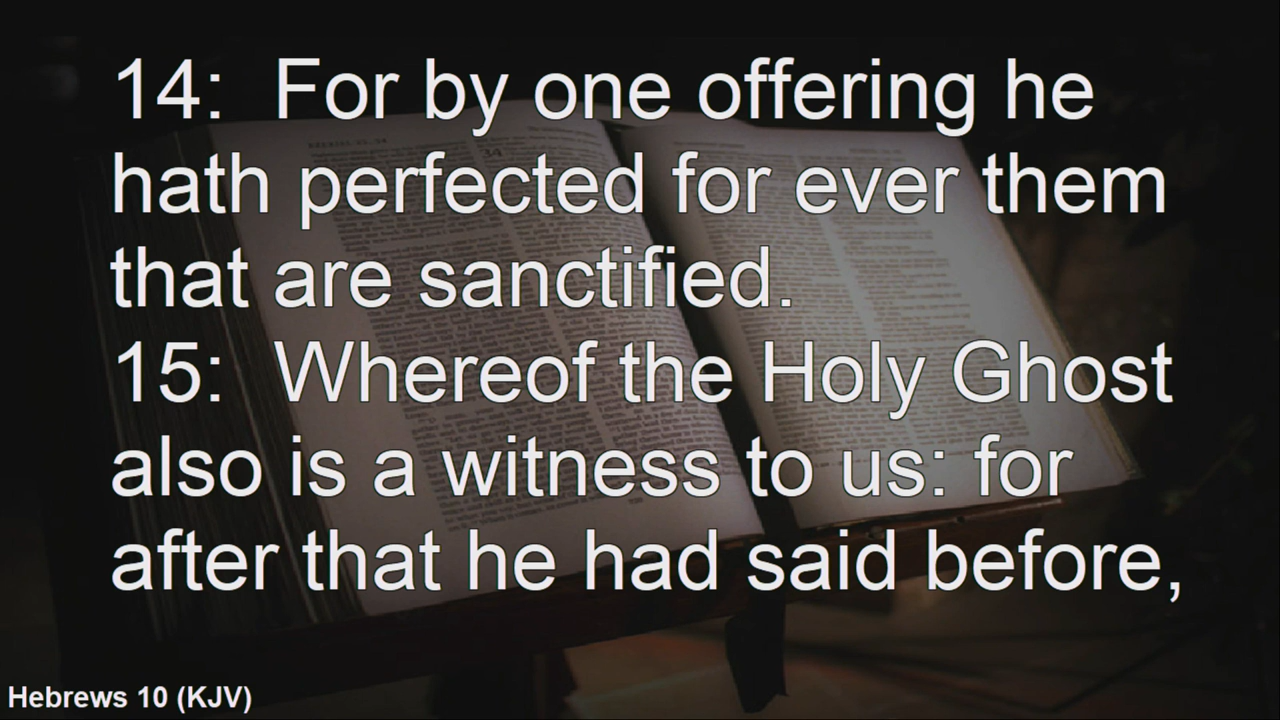 14:  For by one offering he
hath perfected for ever them
that are sanctified.
15:  Whereof the Holy Ghost
also is a witness to us: for
after that he had said before,
Hebrews 10 (KJV)